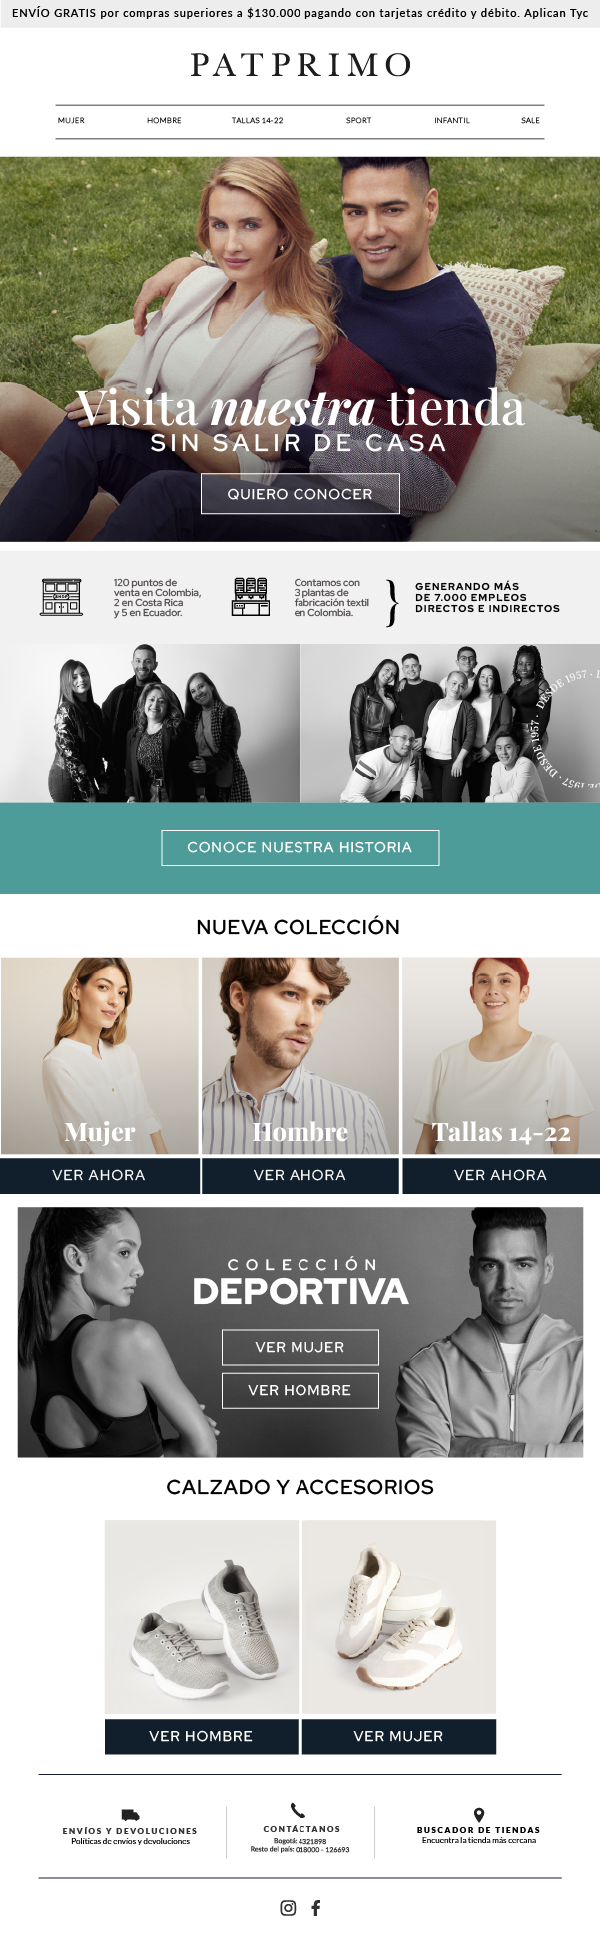 ENVÍO GRATIS por compras superiores a $130.000 pagando con tarjetas crédito y débito. Aplican Tyc
PATPRIMO
MUJER HOMBRE TALLAS 14-22 SPORT INFANTIL SALE
Visita nuestra tienda
SIN SALIR DE CASA
QUIERO CONOCER
SHOP
120 puntos de
venta en Colombia,
2 en Costa Rica
y 5 en Ecuador.
Contamos con
3 plantas de
fabricación textil
en Colombia.
GENERANDO MÁS
DE 7.000 EMPLEOS
DIRECTOS E INDIRECTOS
DESDE 1957 · DESDE 1957 ·
CONOCE NUESTRA HISTORIA
NUEVA COLECCIÓN
Mujer
Hombre
Tallas 14-22
VER AHORA
VER AHORA
VER AHORA
COLECCIÓN
DEPORTIVA
VER MUJER
VER HOMBRE
CALZADO Y ACCESORIOS
VER HOMBRE
VER MUJER
ENVÍOS Y DEVOLUCIONES
Políticas de envíos y devoluciones
CONTÁCTANOS
Bogotá: 4321898
Resto del país: 018000 - 126693
BUSCADOR DE TIENDAS
Encuentra la tienda más cercana